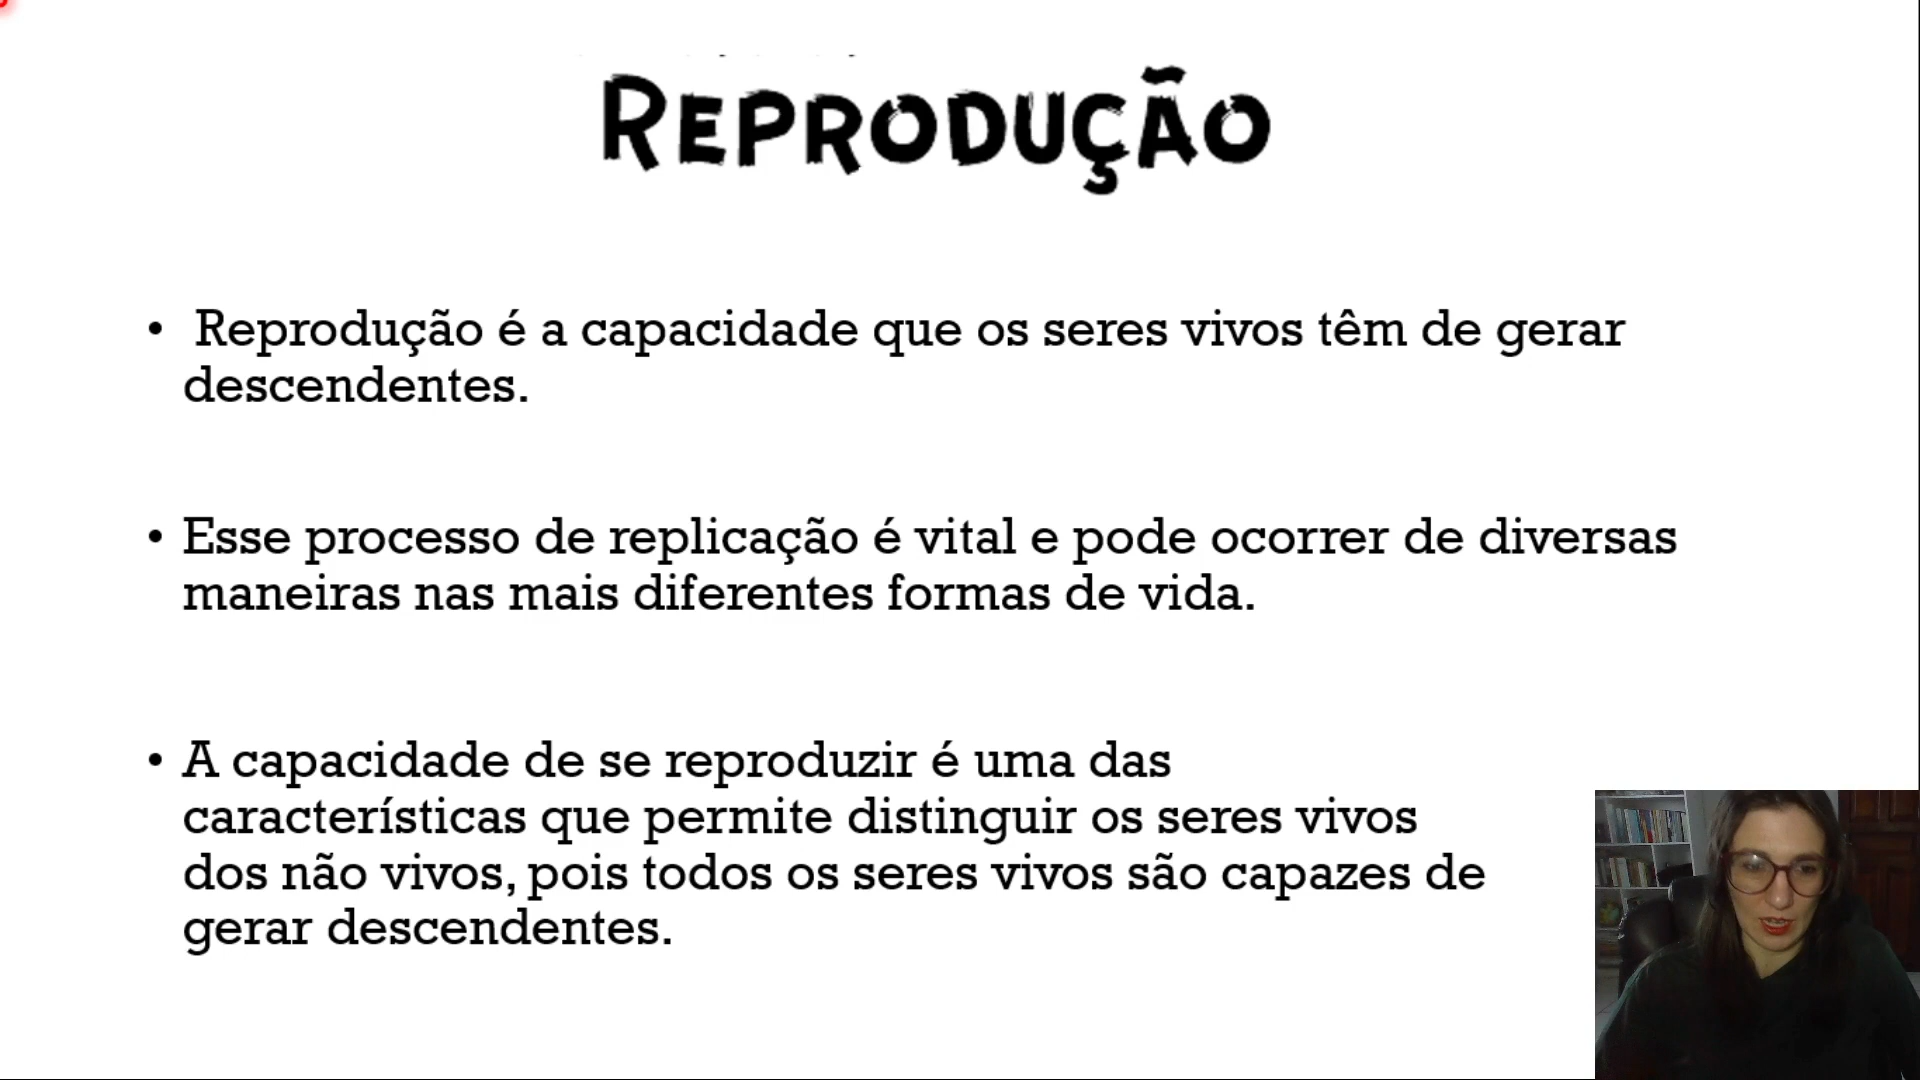 REPRODUÇÃO
• Reprodução é a capacidade que os seres vivos têm de gerar
descendentes.
• Esse processo de replicação é vital e pode ocorrer de diversas
maneiras nas mais diferentes formas de vida.
• A capacidade de se reproduzir é uma das
características que permite distinguir os seres vivos
dos não vivos, pois todos os seres vivos são capazes de
gerar descendentes.